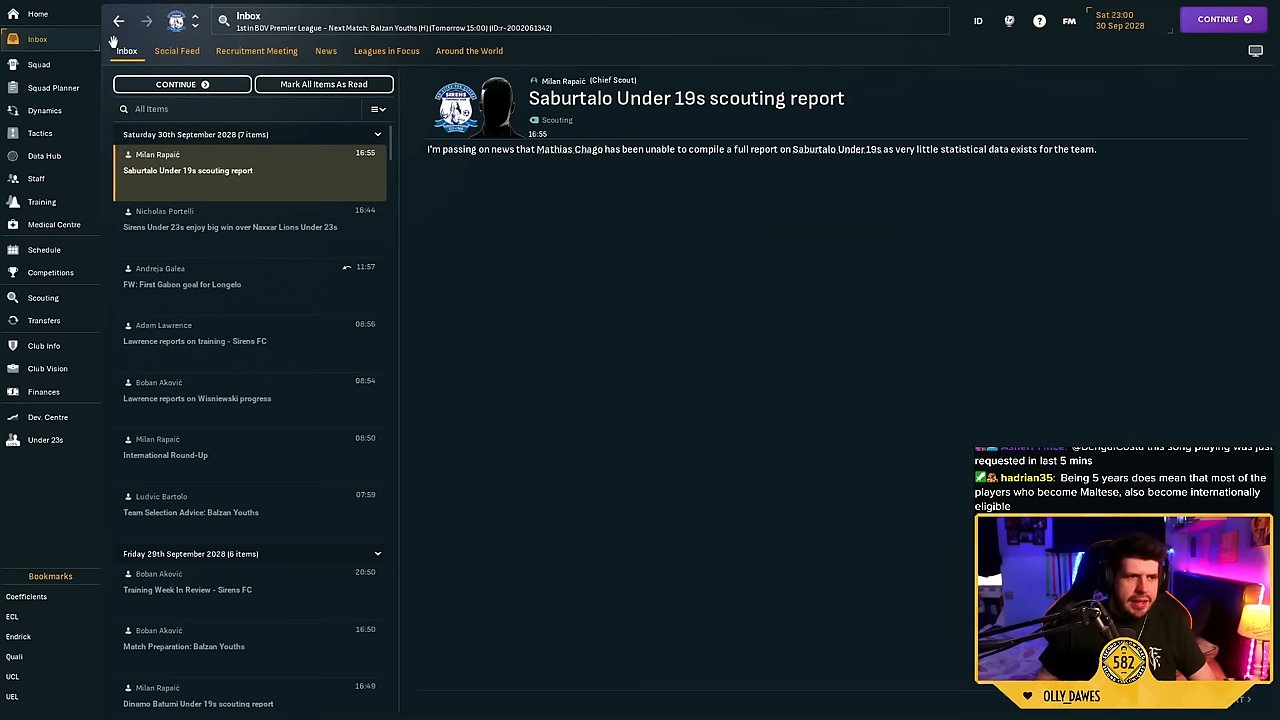 Home
Inbox
Squad
Squad Planner
Dynamics
Tactics
Data Hub
Staff
Training
Medical Centre
Schedule
Competitions
Scouting
Transfers
Club Info
Club Vision
Finances
Dev. Centre
Under 23s
Bookmarks
Coefficients
ECL
Endrick
Quali
UCL
UEL
Inbox
1st in BOV Premier League - Next Match: Balzan Youths (H) (Tomorrow 15:00) (ID:r-2002061342)
ID
FM
Sat 23:00
30 Sep 2028
CONTINUE
Inbox
Social Feed
Recruitment Meeting
News
Leagues in Focus
Around the World
CONTINUE
Mark All Items As Read
All Items
Saturday 30th September 2028 (7 items)
Milan Rapaić 16:55
Saburtalo Under 19s scouting report
Nicholas Portelli 16:44
Sirens Under 23s enjoy big win over Naxxar Lions Under 23s
Andreja Galea 11:57
FW: First Gabon goal for Longelo
Adam Lawrence 08:56
Lawrence reports on training - Sirens FC
Boban Aković 08:54
Lawrence reports on Wisniewski progress
Milan Rapaić 08:50
International Round-Up
Ludvic Bartolo 07:59
Team Selection Advice: Balzan Youths
Friday 29th September 2028 (6 items)
Boban Aković 20:50
Training Week In Review - Sirens FC
Boban Aković 16:50
Match Preparation: Balzan Youths
Milan Rapaić 16:49
Dinamo Batumi Under 19s scouting report
SIRENS
Milan Rapaić (Chief Scout)
Saburtalo Under 19s scouting report
Scouting
16:55
I'm passing on news that Mathias Chago has been unable to compile a full report on Saburtalo Under 19s as very little statistical data exists for the team.
this song playing was just
requested in last 5 mins
hadrian35: Being 5 years does mean that most of the
players who become Maltese, also become internationally
eligible
582
OLLY_DAWES